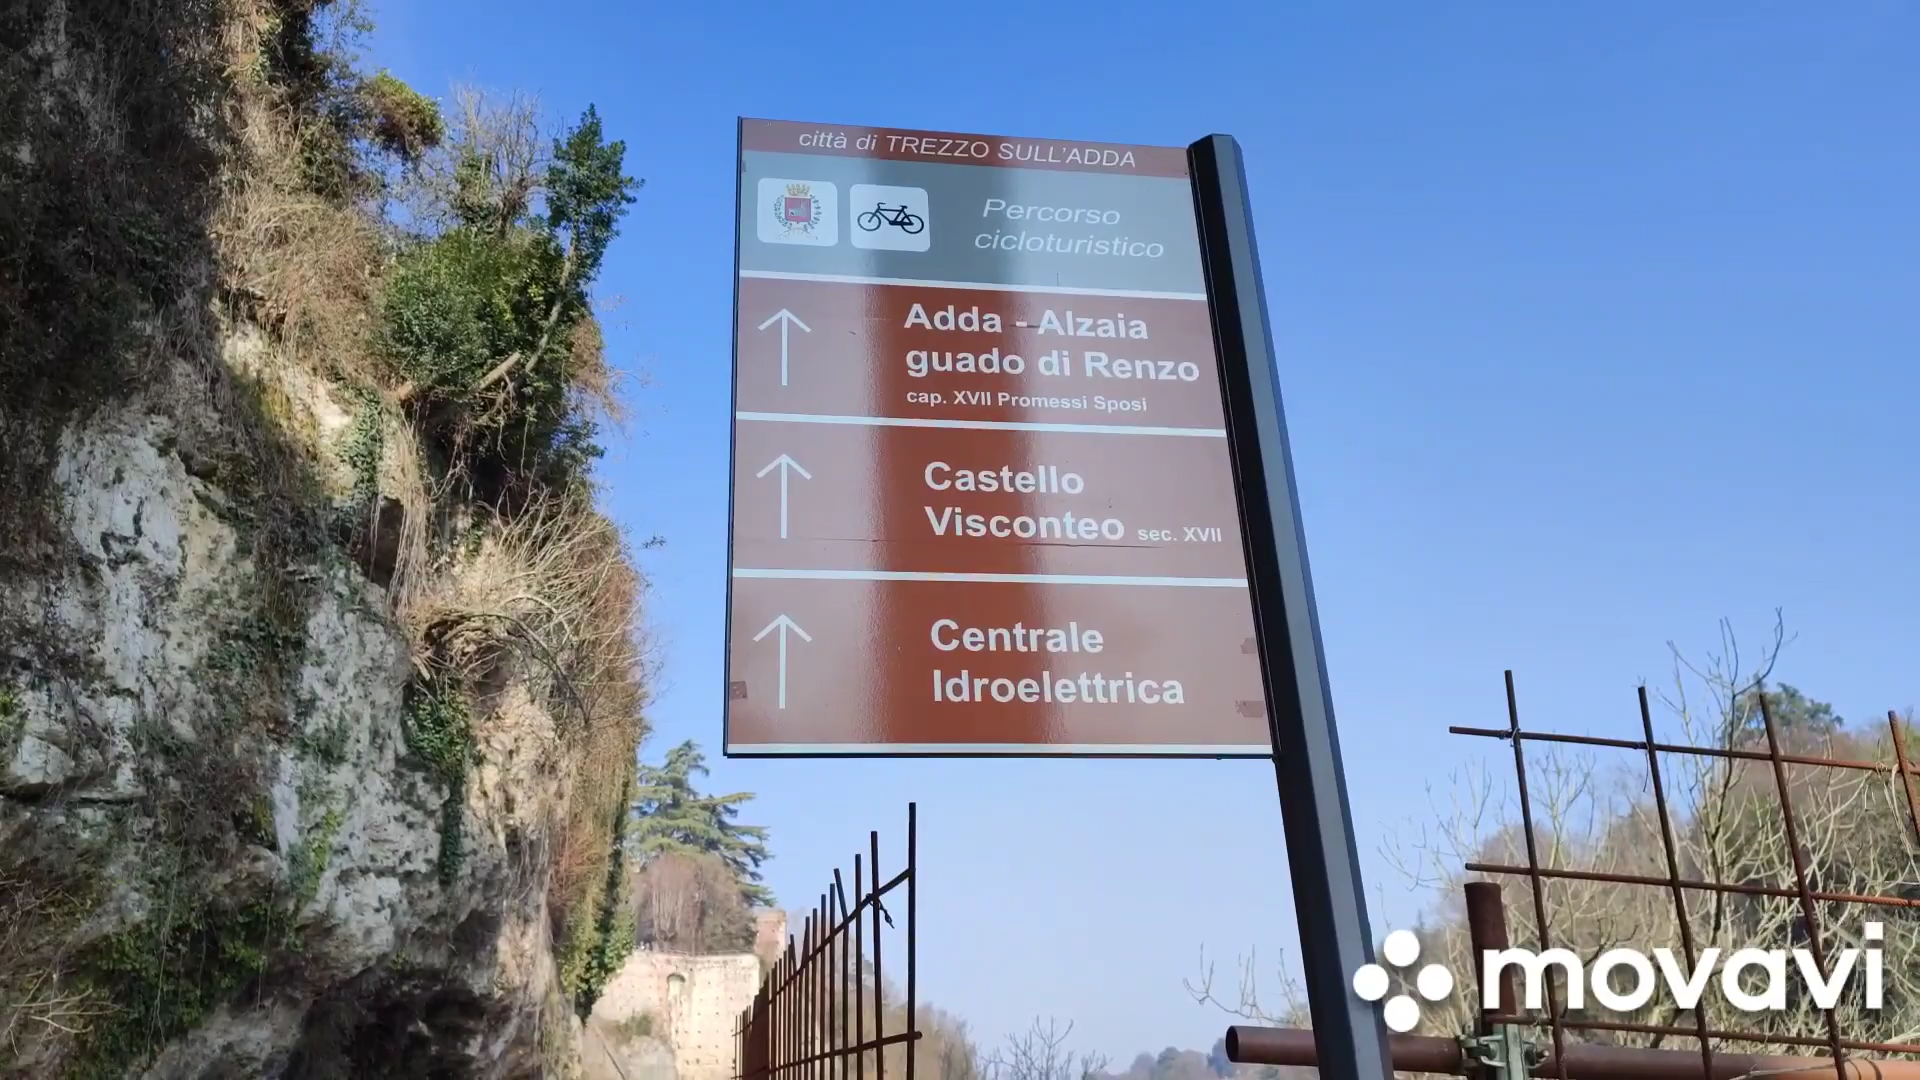 città di TREZZO SULL'ADDA
Percorso
cicloturistico
Adda - Alzaia
guado di Renzo
cap. XVII Promessi Sposi
Castello
Visconteo sec. XVII
Centrale
Idroelettrica
movavi